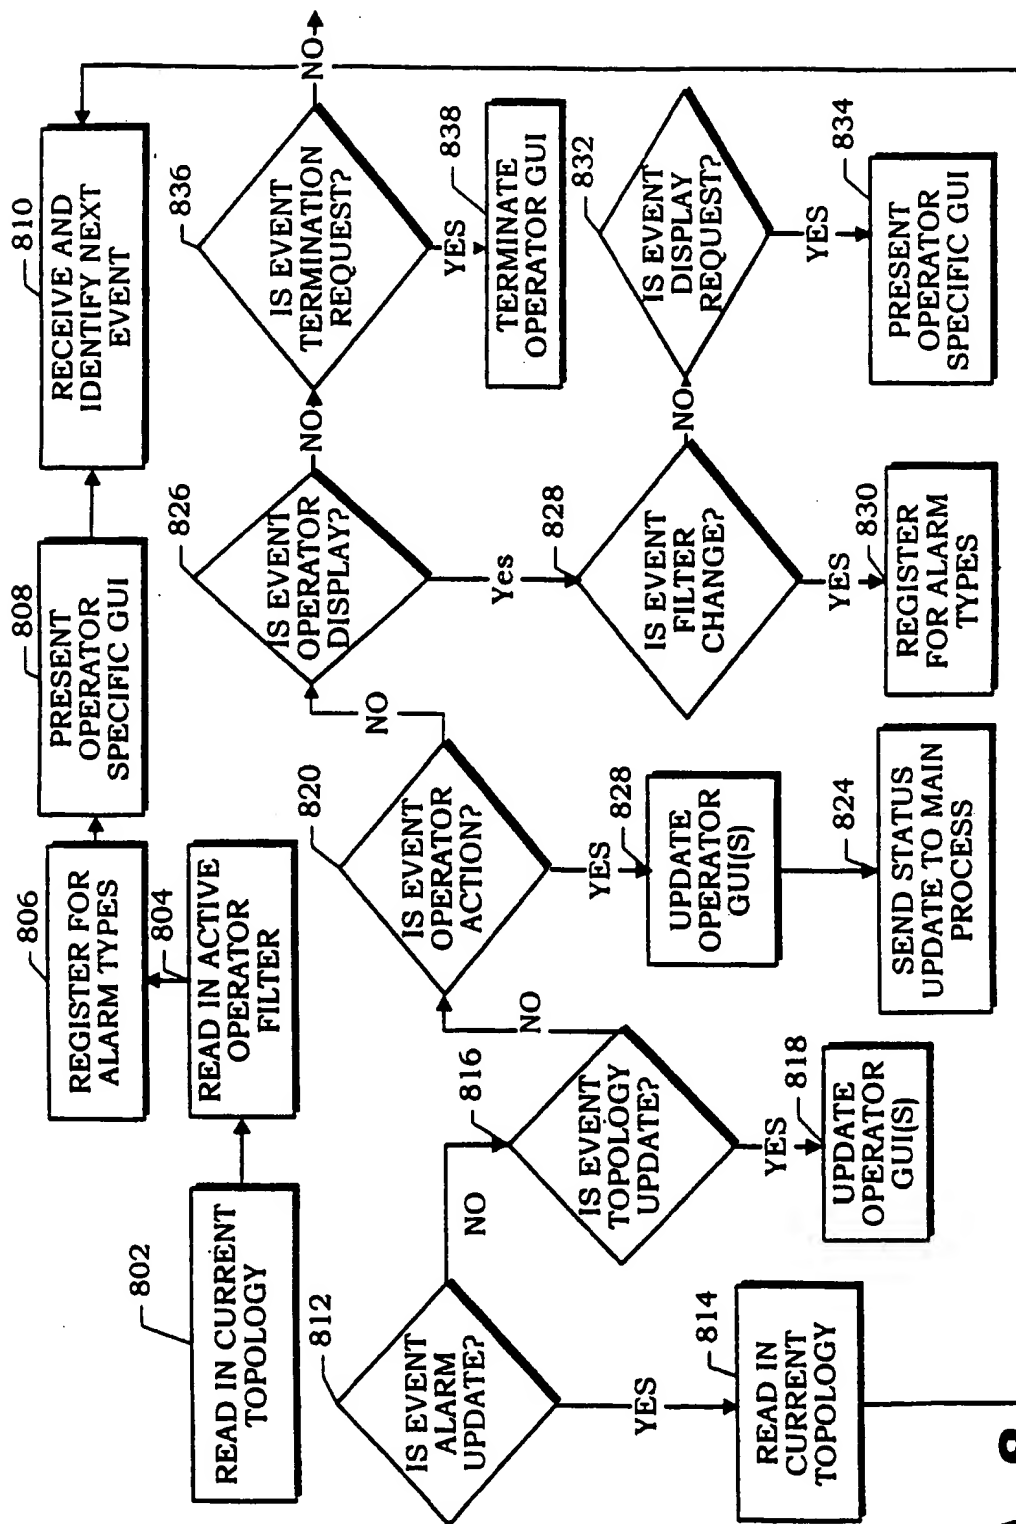 802
READ IN CURRENT
TOPOLOGY
804
READ IN ACTIVE
OPERATOR
FILTER
806
REGISTER FOR
ALARM TYPES
808
PRESENT
OPERATOR
SPECIFIC GUI
810
RECEIVE AND
IDENTIFY NEXT
EVENT
812
IS EVENT
ALARM
UPDATE?
NO
YES
814
READ IN
CURRENT
TOPOLOGY
816
IS EVENT
TOPOLOGY
UPDATE?
NO
YES
818
UPDATE
OPERATOR
GUI(S)
820
IS EVENT
OPERATOR
ACTION?
NO
YES
828
UPDATE
OPERATOR
GUI(S)
824
SEND STATUS
UPDATE TO MAIN
PROCESS
826
IS EVENT
OPERATOR
DISPLAY?
NO
Yes
828
IS EVENT
FILTER
CHANGE?
NO
YES
830
REGISTER
FOR ALARM
TYPES
832
IS EVENT
DISPLAY
REQUEST?
YES
834
PRESENT
OPERATOR
SPECIFIC GUI
836
IS EVENT
TERMINATION
REQUEST?
NO
YES
838
TERMINATE
OPERATOR GUI